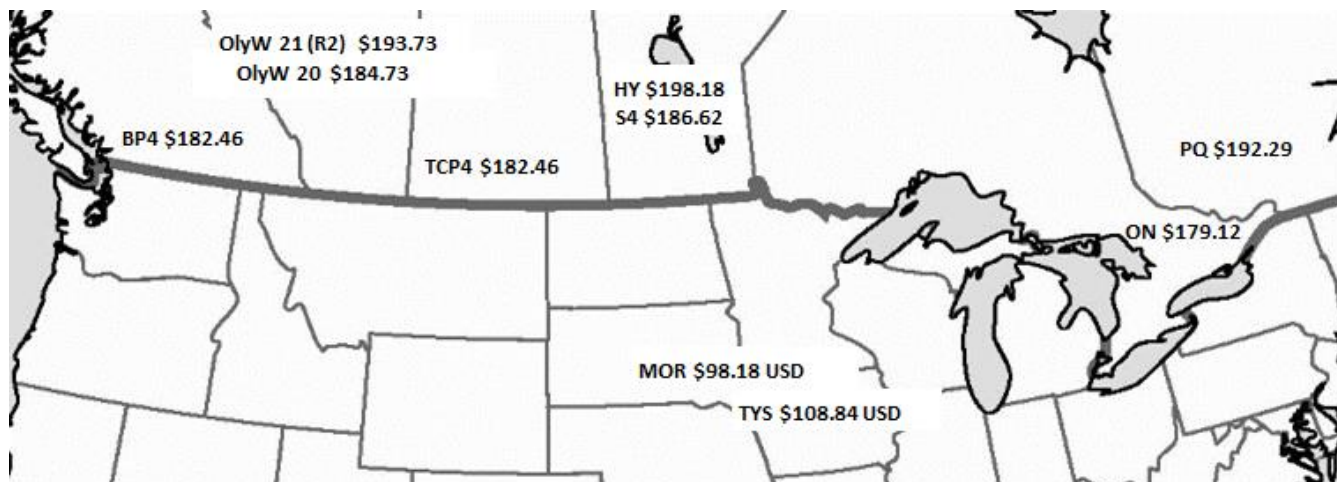 OlyW 21 (R2) $193.73
OlyW 20 $184.73
HY $198.18
S4 $186.62
BP4 $182.46
TCP4 $182.46
PQ $192.29
ON $179.12
MOR $98.18 USD
TYS $108.84 USD